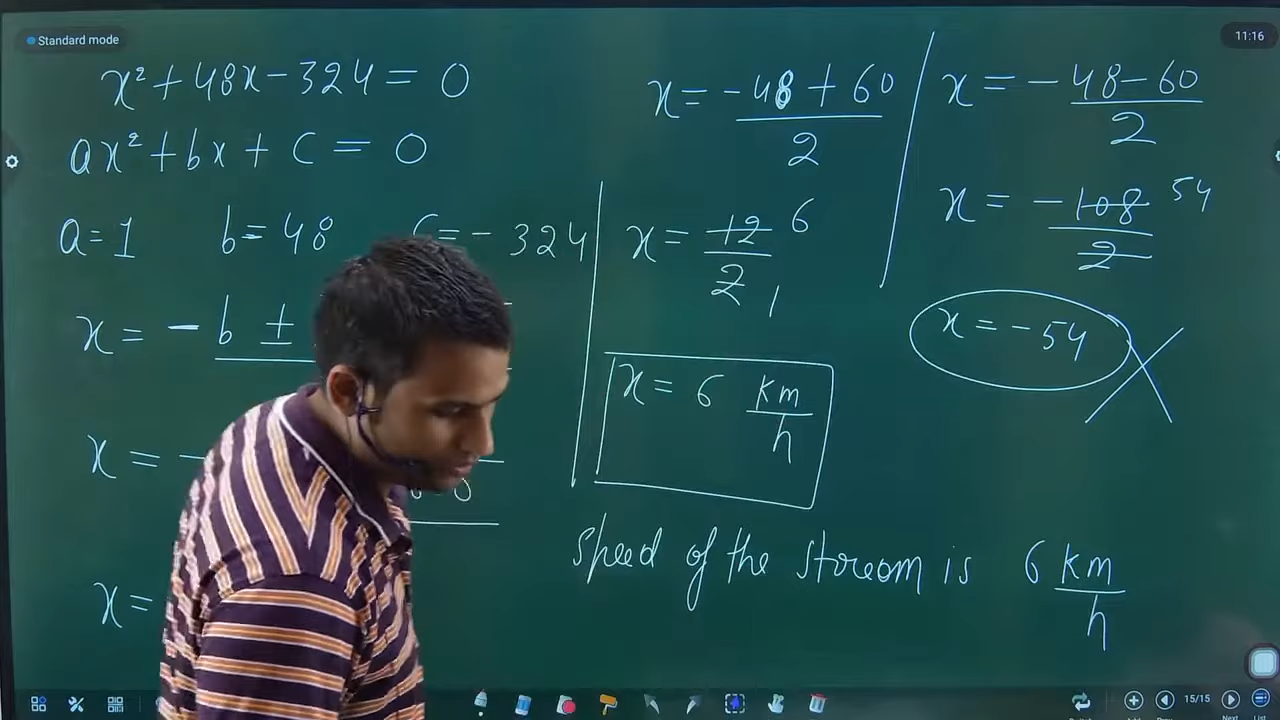 Standard mode
11:16
x² + 48x - 324 = 0
ax² + bx + c = 0
a = 1 b = 48 c = - 324
x = - b ±
x = -
x =
x = - 48 + 60 / 2
x = 12 / 2 6 1
x = 6 km / h
x = - 48 - 60 / 2
x = - 108 / 2 54
x = - 54
Speed of the stream is 6 km / h
15/15